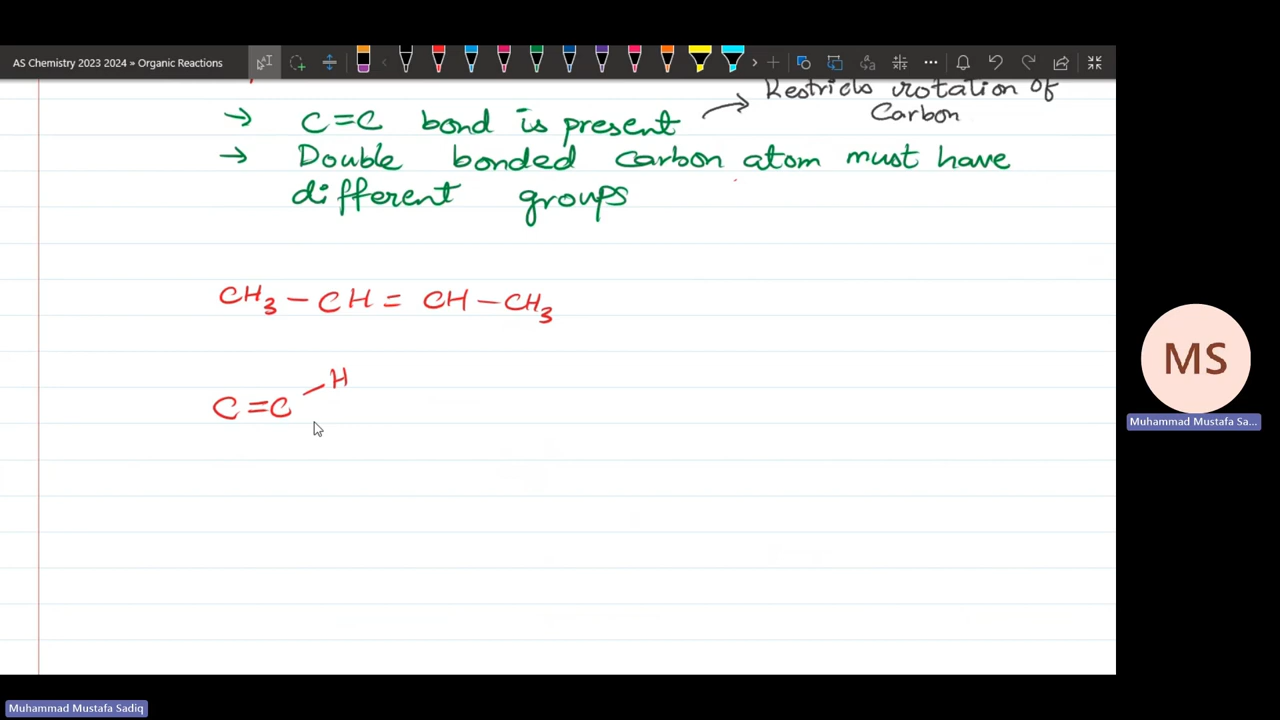 AS Chemistry 2023 2024 » Organic Reactions
Restricts rotation of
Carbon
→ C=C bond is present
→ Double bonded carbon atom must have
different groups
CH₃ – CH = CH – CH₃
H
C=C
MS
Muhammad Mustafa Sa...
Muhammad Mustafa Sadiq